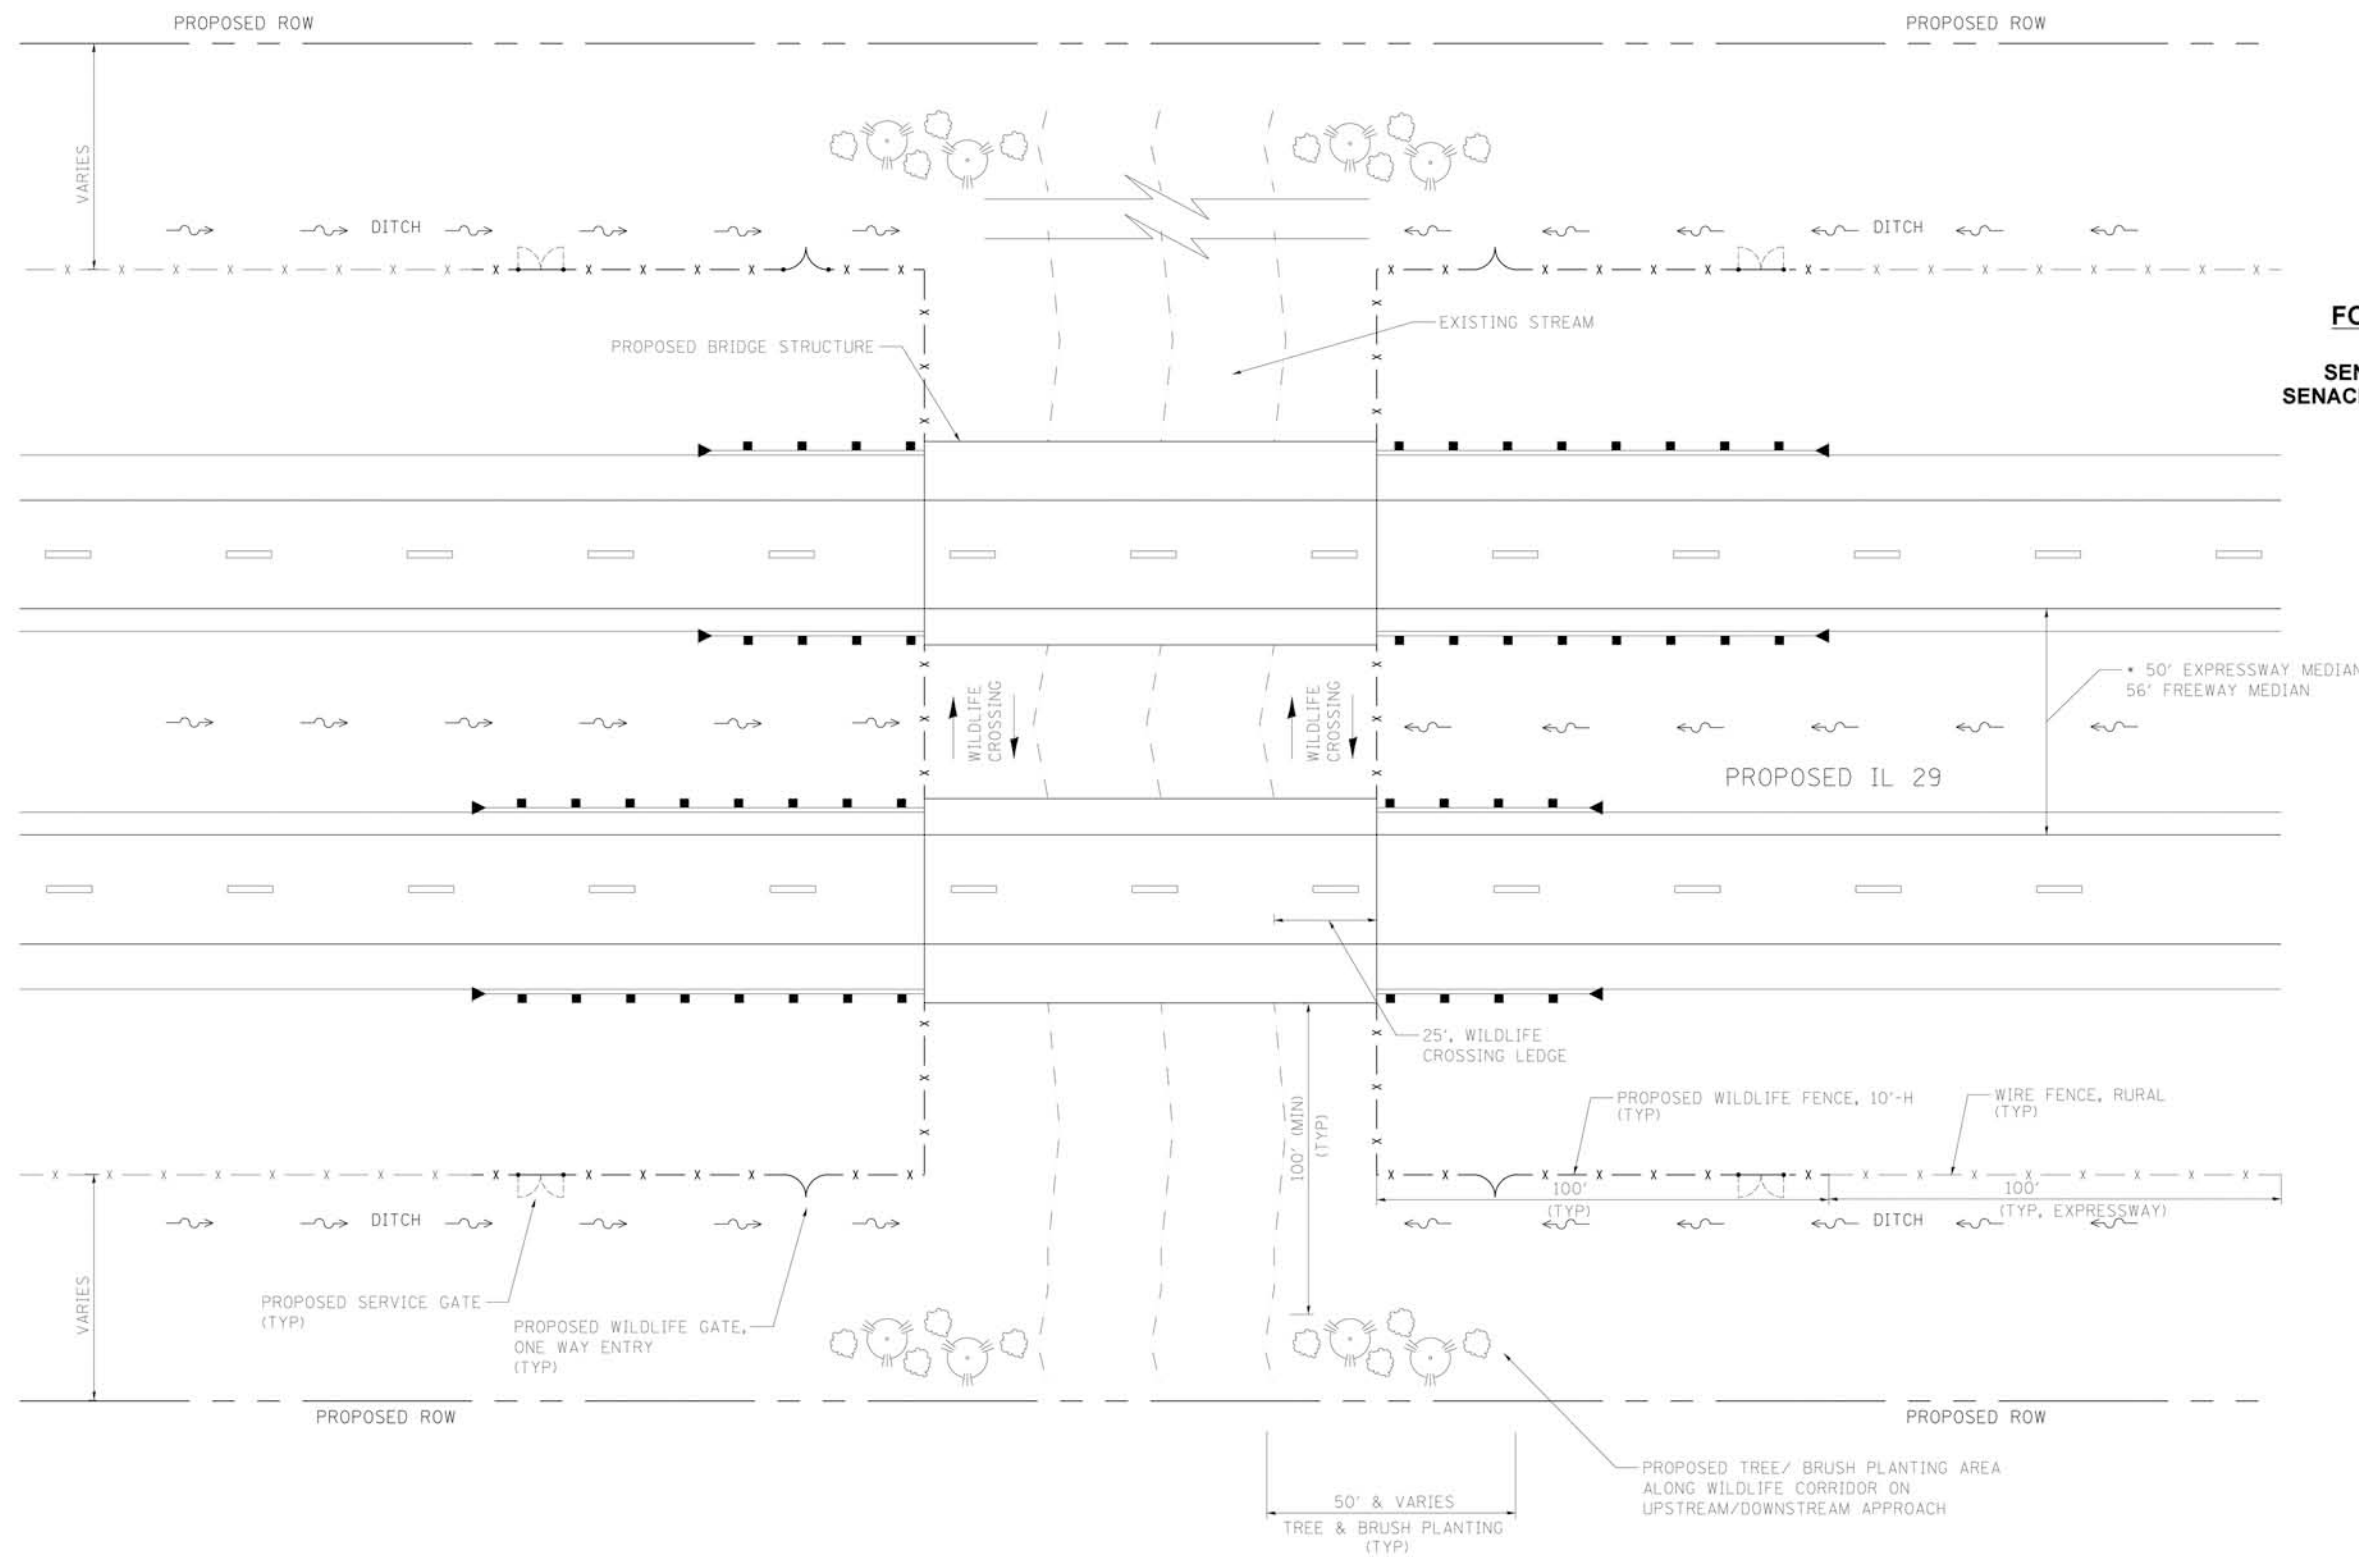 PROPOSED ROW
PROPOSED ROW
VARIES
DITCH
DITCH
EXISTING STREAM
PROPOSED BRIDGE STRUCTURE
WILDLIFE
CROSSING
WILDLIFE
CROSSING
* 50' EXPRESSWAY MEDIAN
56' FREEWAY MEDIAN
PROPOSED IL 29
25', WILDLIFE
CROSSING LEDGE
100' (MIN)
(TYP)
PROPOSED WILDLIFE FENCE, 10'-H
(TYP)
WIRE FENCE, RURAL
(TYP)
100'
(TYP)
100'
(TYP, EXPRESSWAY)
DITCH
DITCH
VARIES
PROPOSED SERVICE GATE
(TYP)
PROPOSED WILDLIFE GATE,
ONE WAY ENTRY
(TYP)
PROPOSED ROW
PROPOSED ROW
PROPOSED TREE/ BRUSH PLANTING AREA
ALONG WILDLIFE CORRIDOR ON
UPSTREAM/DOWNSTREAM APPROACH
50' & VARIES
TREE & BRUSH PLANTING
(TYP)